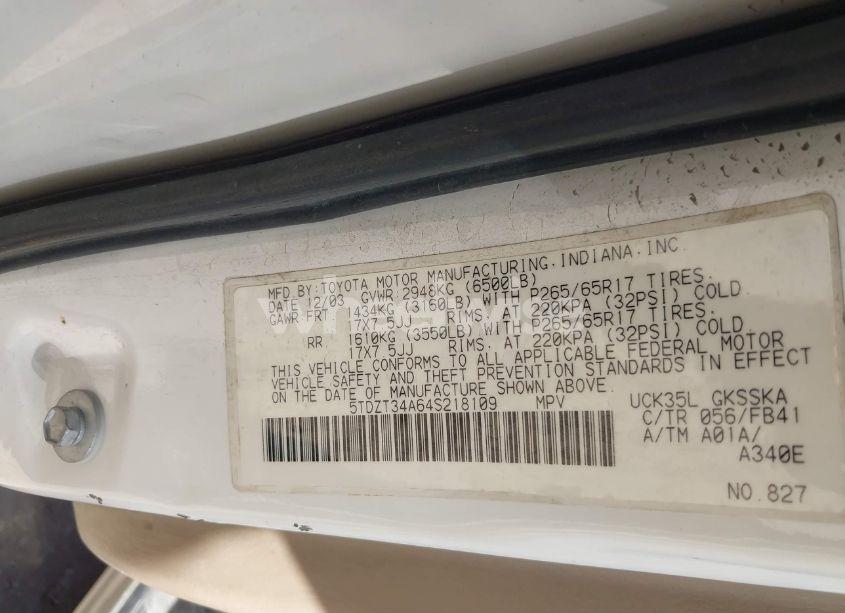 MFD BY: TOYOTA MOTOR MANUFACTURING, INDIANA, INC.
DATE 12/03 GVWR 2948KG (6500LB)
GAWR FRT 1434KG (3160LB) WITH P265/65R17 TIRES.
17X7.5JJ RIMS. AT 220KPA (32PSI) COLD
RR 1610KG (3550LB) WITH P265/65R17 TIRES.
17X7.5JJ RIMS. AT 220KPA (32PSI) COLD
THIS VEHICLE CONFORMS TO ALL APPLICABLE FEDERAL MOTOR
VEHICLE SAFETY AND THEFT PREVENTION STANDARDS IN EFFECT
ON THE DATE OF MANUFACTURE SHOWN ABOVE.
5TDZT34A64S218109 MPV
UCK35L GKSSKA
C/TR 056/FB41
A/TM A01A/
A340E
NO.827